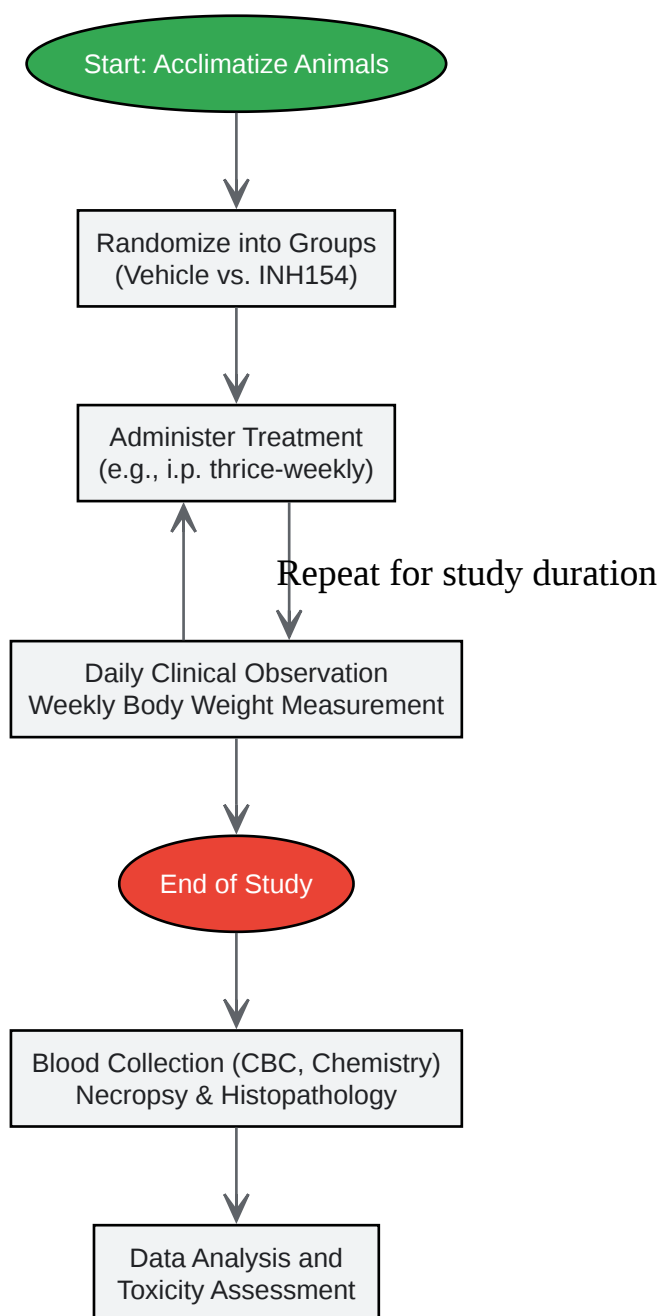 Start: Acclimatize Animals
Randomize into Groups
(Vehicle vs. INH154)
Administer Treatment
(e.g., i.p. thrice-weekly)
Repeat for study duration
Daily Clinical Observation
Weekly Body Weight Measurement
End of Study
Blood Collection (CBC, Chemistry)
Necropsy & Histopathology
Data Analysis and
Toxicity Assessment